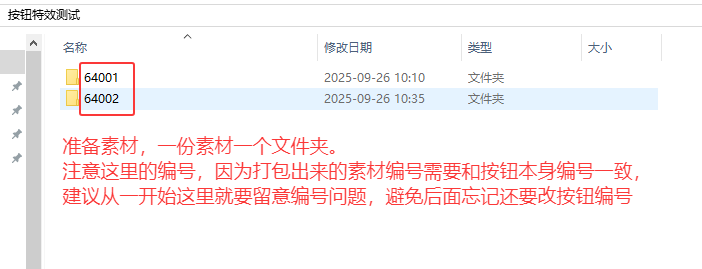 按钮特效测试
名称 修改日期 类型 大小
64001 2025-09-26 10:10 文件夹
64002 2025-09-26 10:35 文件夹
准备素材，一份素材一个文件夹。
注意这里的编号，因为打包出来的素材编号需要和按钮本身编号一致，
建议从一开始这里就要留意编号问题，避免后面忘记还要改按钮编号